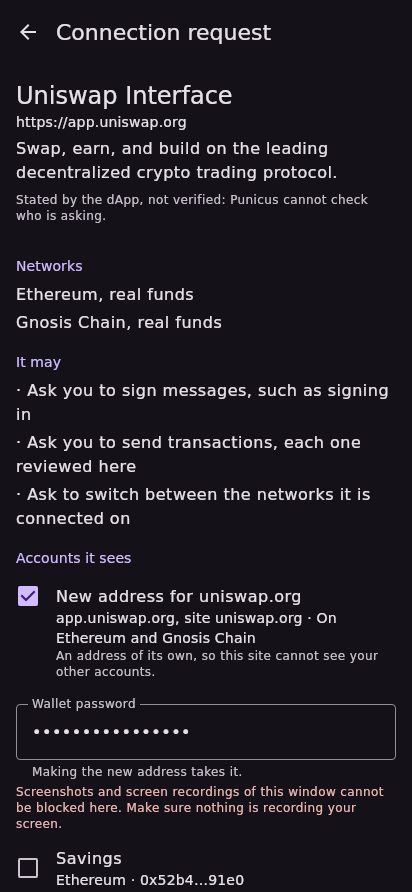 Connection request
Uniswap Interface
https://app.uniswap.org
Swap, earn, and build on the leading
decentralized crypto trading protocol.
Stated by the dApp, not verified: Punicus cannot check
who is asking.
Networks
Ethereum, real funds
Gnosis Chain, real funds
It may
· Ask you to sign messages, such as signing
in
· Ask you to send transactions, each one
reviewed here
· Ask to switch between the networks it is
connected on
Accounts it sees
New address for uniswap.org
app.uniswap.org, site uniswap.org · On
Ethereum and Gnosis Chain
An address of its own, so this site cannot see your
other accounts.
Wallet password
••••••••••••••••
Making the new address takes it.
Screenshots and screen recordings of this window cannot
be blocked here. Make sure nothing is recording your
screen.
Savings
Ethereum · 0x52b4…91e0